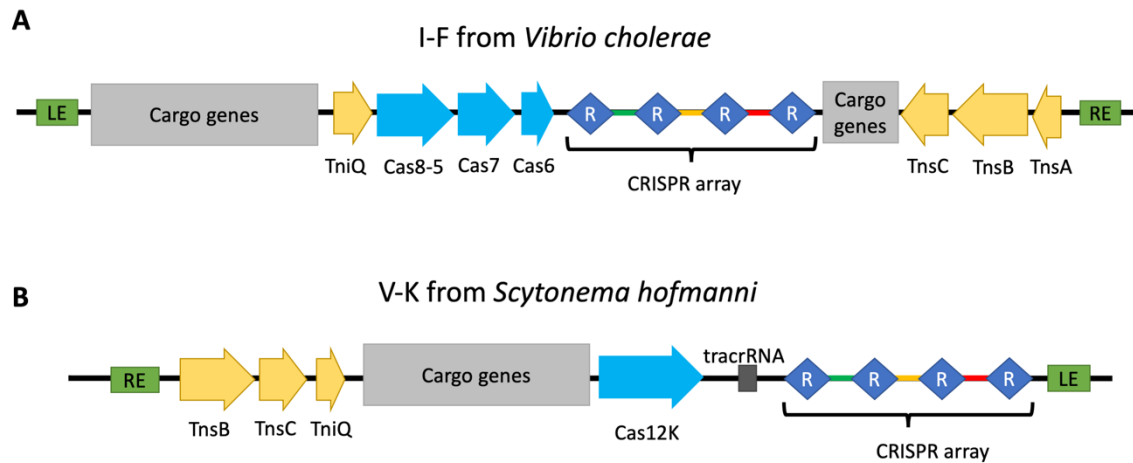 A
I-F from Vibrio cholerae
LE
Cargo genes
R R R R
Cargo
genes
RE
TniQ Cas8-5 Cas7 Cas6
TnsC TnsB TnsA
CRISPR array
B
V-K from Scytonema hofmanni
tracrRNA
RE
Cargo genes
R R R R
LE
TnsB TnsC TniQ
Cas12K
CRISPR array